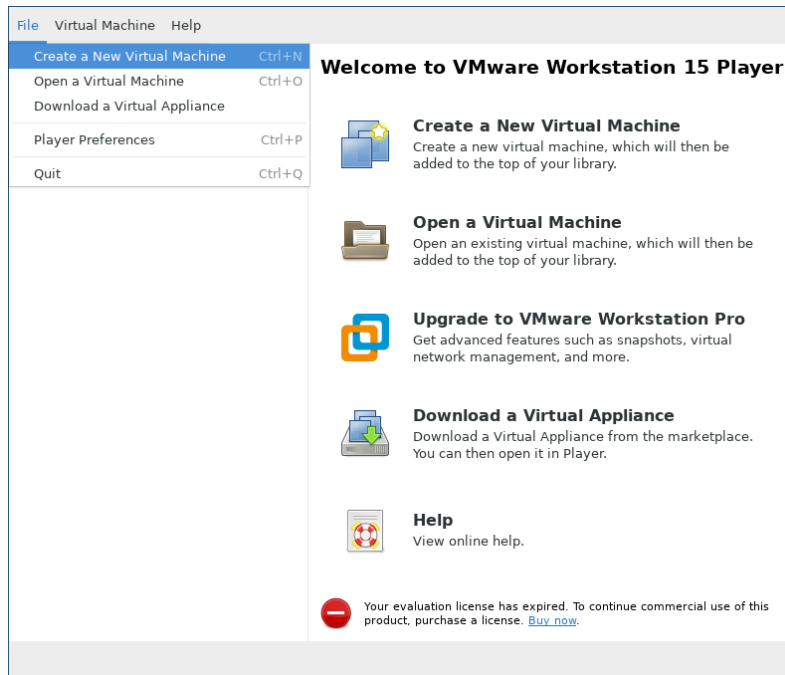 File Virtual Machine Help
Create a New Virtual Machine Ctrl+N
Open a Virtual Machine Ctrl+O
Download a Virtual Appliance
Player Preferences Ctrl+P
Quit Ctrl+Q
Welcome to VMware Workstation 15 Player
Create a New Virtual Machine
Create a new virtual machine, which will then be
added to the top of your library.
Open a Virtual Machine
Open an existing virtual machine, which will then be
added to the top of your library.
Upgrade to VMware Workstation Pro
Get advanced features such as snapshots, virtual
network management, and more.
Download a Virtual Appliance
Download a Virtual Appliance from the marketplace.
You can then open it in Player.
Help
View online help.
Your evaluation license has expired. To continue commercial use of this
product, purchase a license. Buy now.